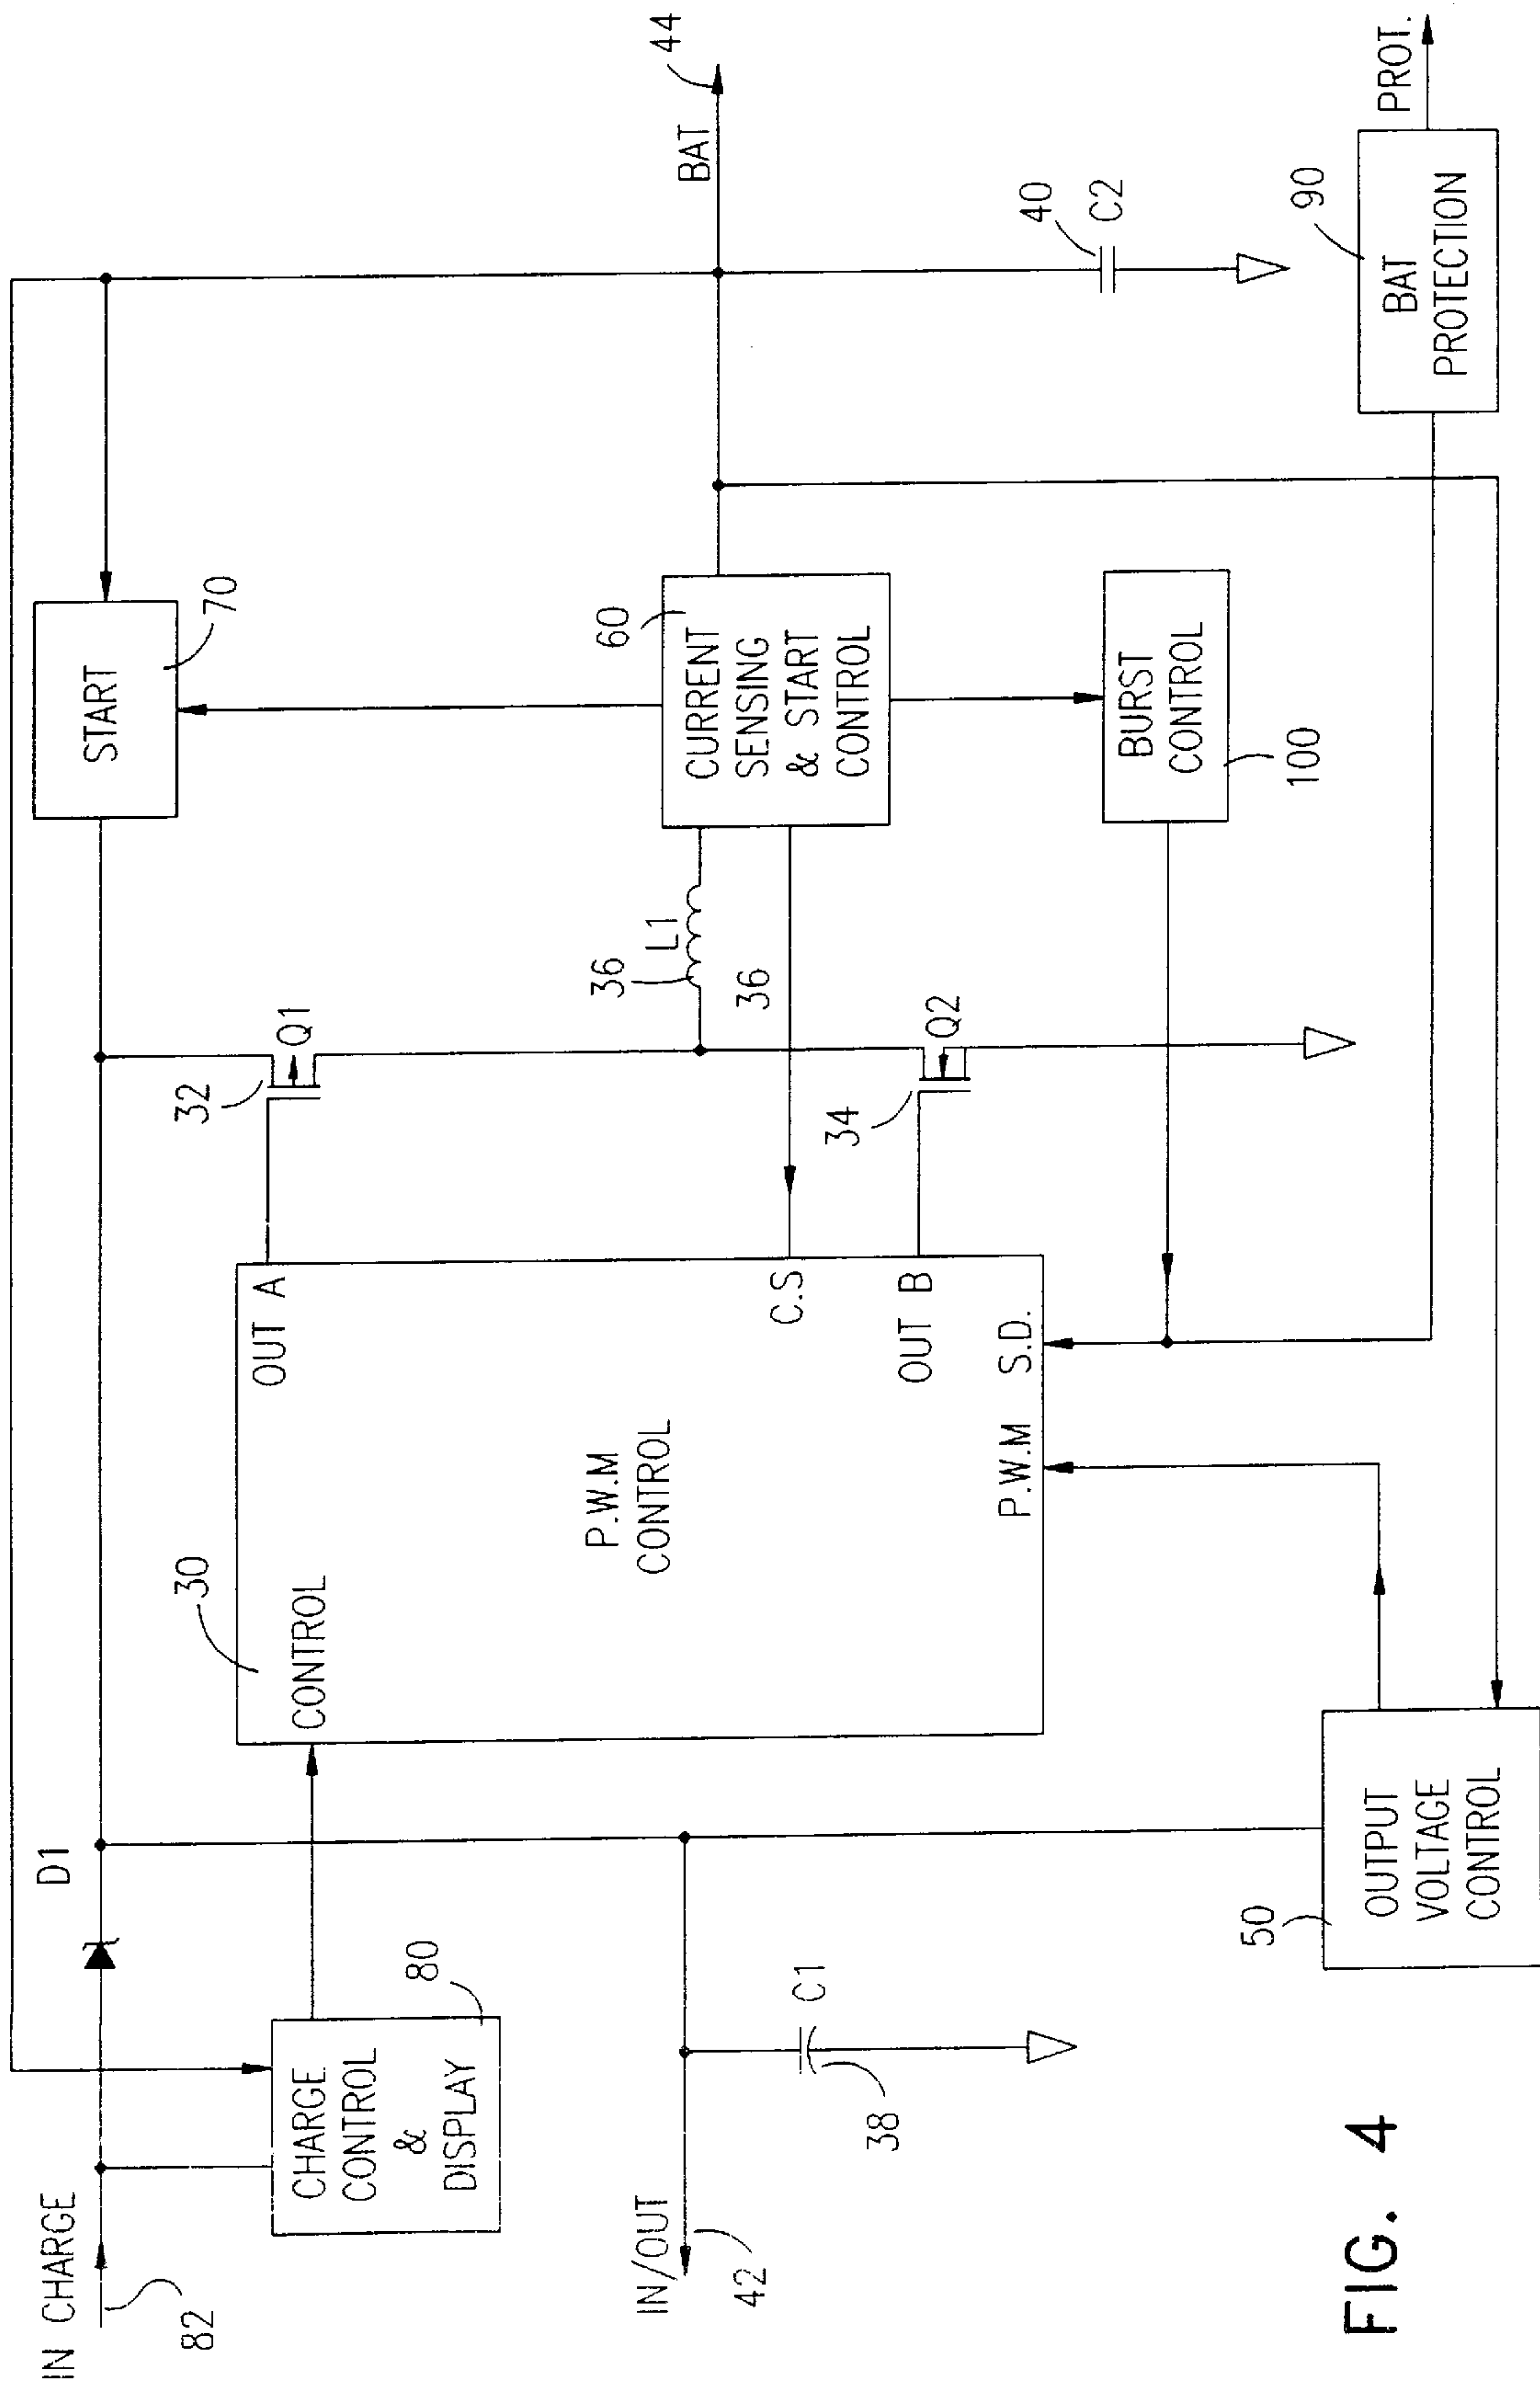 IN CHARGE
82
D1
START
70
CHARGE
CONTROL
&
DISPLAY
80
30
CONTROL
OUT A
P.W.M
CONTROL
C.S
OUT B
P.W.M
S.D.
32
Q1
36
L1
36
34
Q2
60
CURRENT
SENSING
& START
CONTROL
BAT
44
IN/OUT
42
38
C1
40
C2
BURST
CONTROL
100
50
OUTPUT
VOLTAGE
CONTROL
90
BAT
PROTECTION
PROT.
FIG. 4